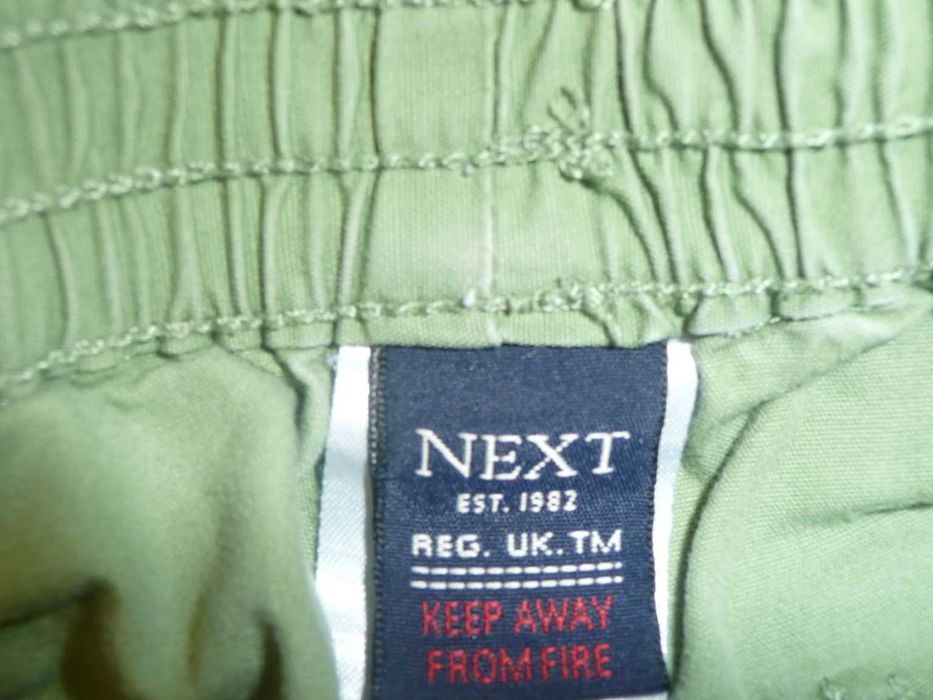 NEXT
EST. 1982
REG. UK. TM
KEEP AWAY
FROM FIRE